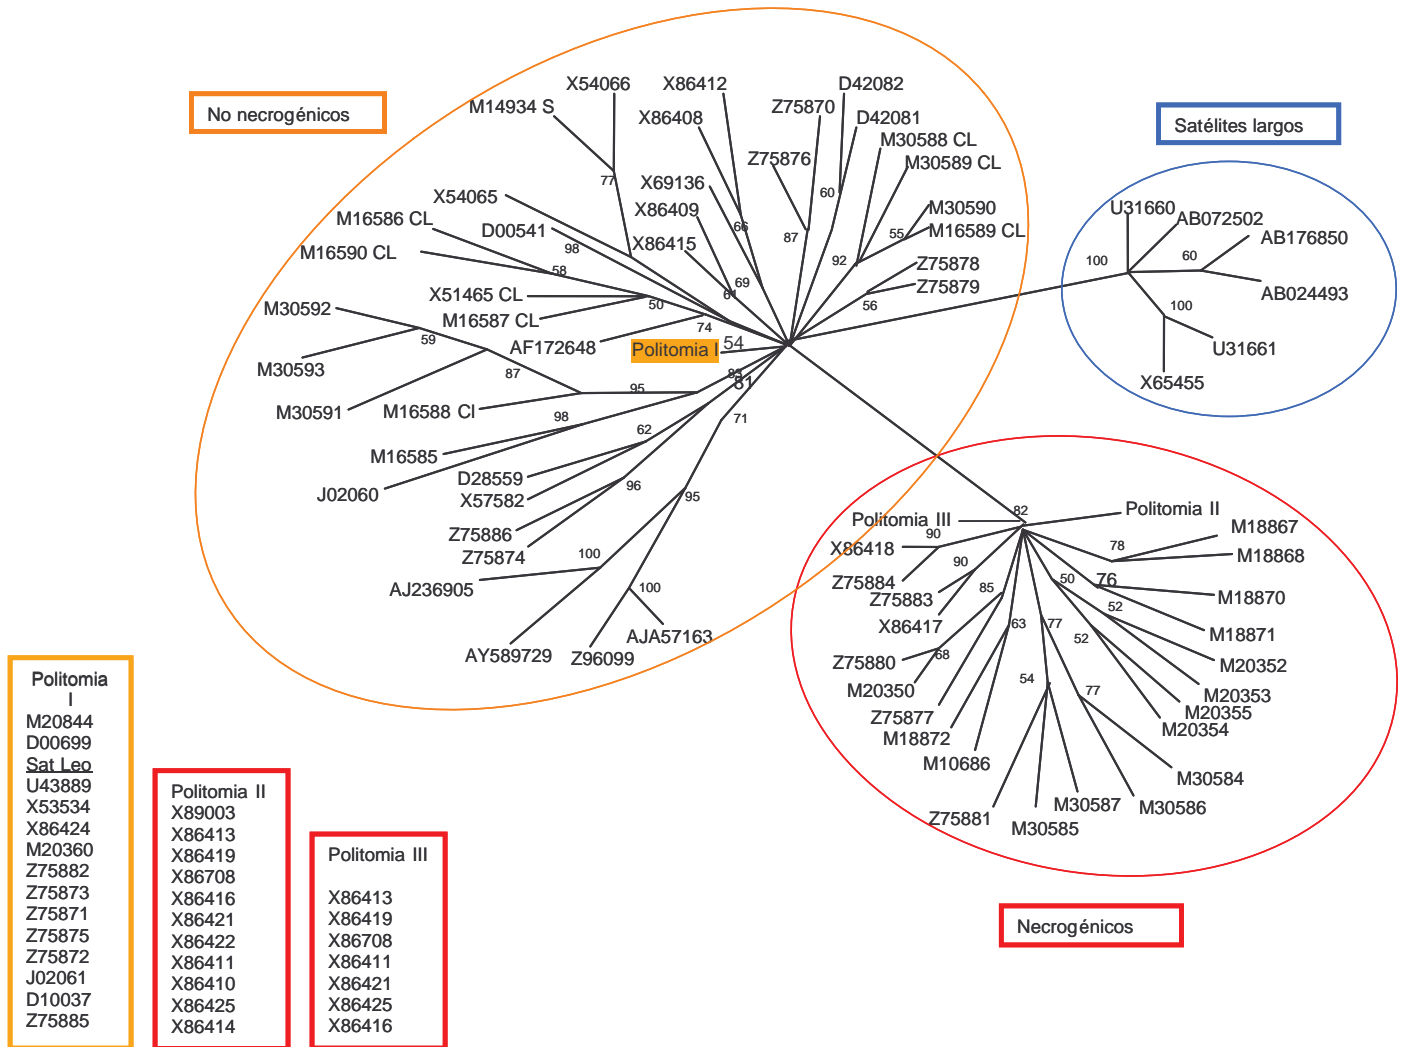 No necrogénicos
X54066
M14934 S
X86412
X86408
Z75870
D42082
D42081
Z75876
M30588 CL
M30589 CL
77
X69136
X86409
X86415
60
66
87
92
55
M30590
M16589 CL
X54065
M16586 CL
D00541
98
M16590 CL
58
69
61
Z75878
Z75879
56
X51465 CL
50
M16587 CL
74
AF172648
M30592
59
M30593
54
Politomia I
87
M30591
M16588 Cl
95
83
81
71
98
M16585
62
J02060
D28559
X57582
96
95
Z75886
Z75874
100
AJ236905
100
AJA57163
AY589729
Z96099
Satélites largos
U31660
AB072502
AB176850
100
60
AB024493
100
U31661
X65455
82
Politomia III
Politomia II
90
X86418
M18867
78
M18868
90
Z75884
Z75883
85
50
76
M18870
X86417
63
77
52
M18871
52
Z75880
68
M20352
M20350
54
77
M20353
Z75877
M20355
M18872
M20354
M10686
M30584
M30587
M30586
Z75881
M30585
Necrogénicos
Politomia
I
M20844
D00699
Sat Leo
U43889
X53534
X86424
M20360
Z75882
Z75873
Z75871
Z75875
Z75872
J02061
D10037
Z75885
Politomia II
X89003
X86413
X86419
X86708
X86416
X86421
X86422
X86411
X86410
X86425
X86414
Politomia III
X86413
X86419
X86708
X86411
X86421
X86425
X86416